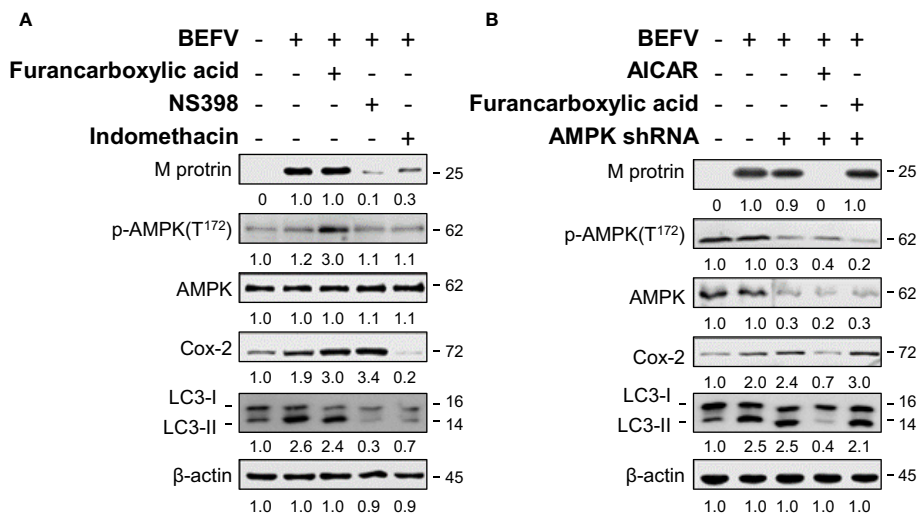 A
BEFV - + + + +
Furancarboxylic acid - - + - -
NS398 - - - + -
Indomethacin - - - - +
M protrin - 25
0 1.0 1.0 0.1 0.3
p-AMPK(T172) - 62
1.0 1.2 3.0 1.1 1.1
AMPK - 62
1.0 1.0 1.0 1.1 1.1
Cox-2 - 72
1.0 1.9 3.0 3.4 0.2
LC3-I - - 16
LC3-II - - 14
1.0 2.6 2.4 0.3 0.7
β-actin - 45
1.0 1.0 1.0 0.9 0.9
B
BEFV - + + + +
AICAR - - - + -
Furancarboxylic acid - - - - +
AMPK shRNA - - + + +
M protrin - 25
0 1.0 0.9 0 1.0
p-AMPK(T172) - 62
1.0 1.0 0.3 0.4 0.2
AMPK - 62
1.0 1.0 0.3 0.2 0.3
Cox-2 - 72
1.0 2.0 2.4 0.7 3.0
LC3-I - - 16
LC3-II - - 14
1.0 2.5 2.5 0.4 2.1
β-actin - 45
1.0 1.0 1.0 1.0 1.0